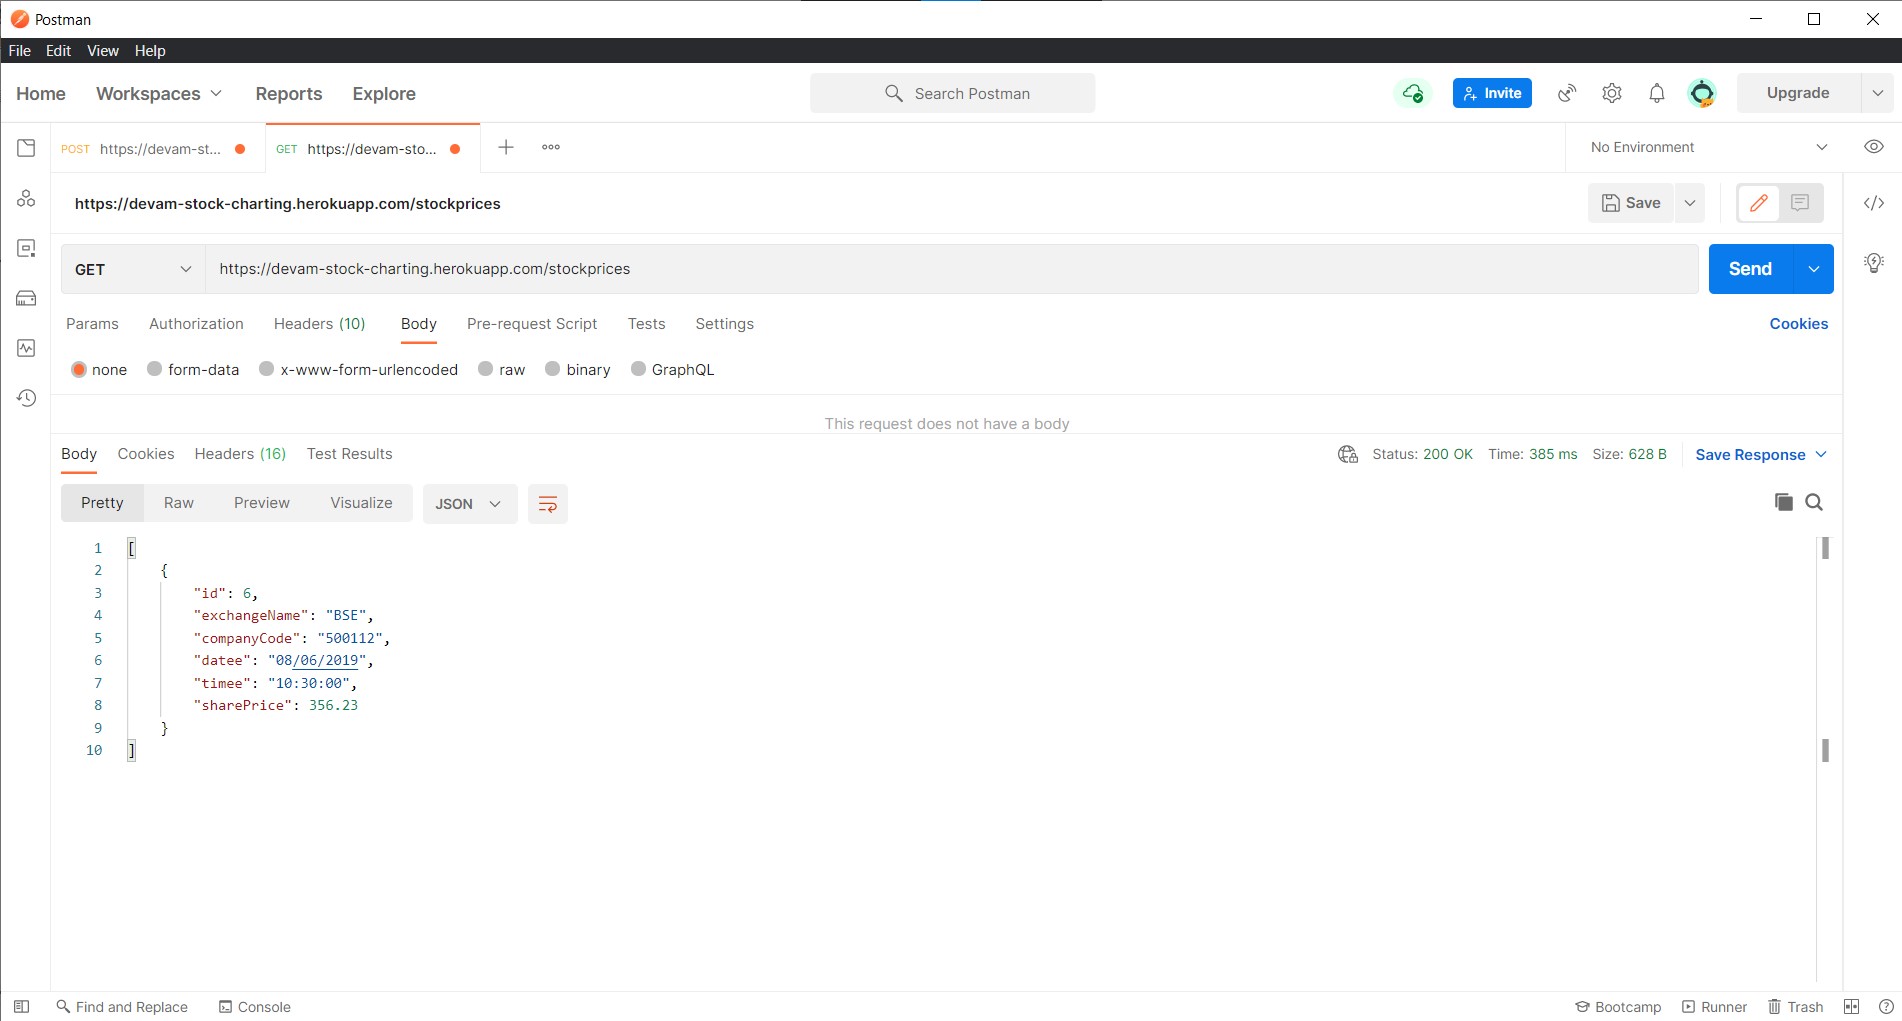 Postman
File Edit View Help
Home Workspaces Reports Explore Search Postman Invite Upgrade
POST https://devam-st... GET https://devam-sto... No Environment
https://devam-stock-charting.herokuapp.com/stockprices Save
GET https://devam-stock-charting.herokuapp.com/stockprices Send
Params Authorization Headers (10) Body Pre-request Script Tests Settings Cookies
none form-data x-www-form-urlencoded raw binary GraphQL
This request does not have a body
Body Cookies Headers (16) Test Results Status: 200 OK Time: 385 ms Size: 628 B Save Response
Pretty Raw Preview Visualize JSON
1 [
2 {
3 "id": 6,
4 "exchangeName": "BSE",
5 "companyCode": "500112",
6 "datee": "08/06/2019",
7 "timee": "10:30:00",
8 "sharePrice": 356.23
9 }
10 ]
Find and Replace Console Bootcamp Runner Trash